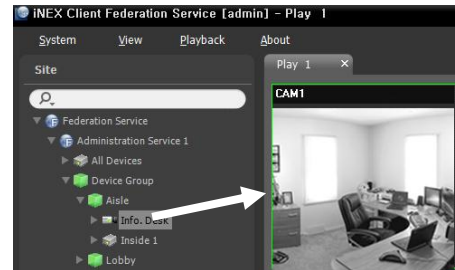 iNEX Client Federation Service [admin] - Play 1
System View Playback About
Site
Play 1 ×
CAM1
Federation Service
Administration Service 1
All Devices
Device Group
Aisle
Info. Desk
Inside 1
Lobby